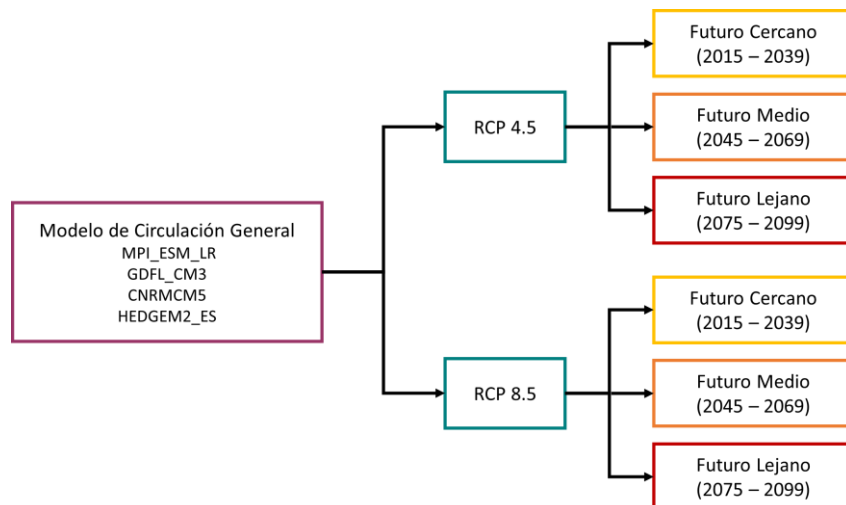 Modelo de Circulación General
MPI_ESM_LR
GDFL_CM3
CNRMCM5
HEDGEM2_ES
RCP 4.5
Futuro Cercano
(2015 – 2039)
Futuro Medio
(2045 – 2069)
Futuro Lejano
(2075 – 2099)
RCP 8.5
Futuro Cercano
(2015 – 2039)
Futuro Medio
(2045 – 2069)
Futuro Lejano
(2075 – 2099)